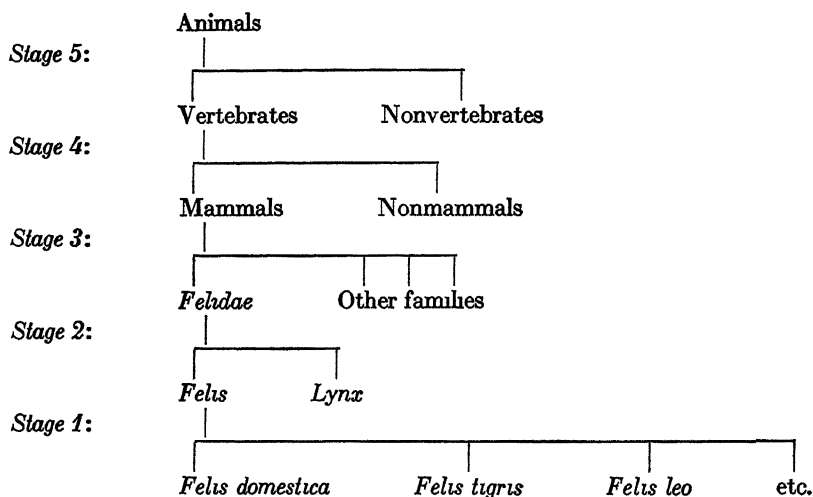 Animals
Stage 5:
Vertebrates Nonvertebrates
Stage 4:
Mammals Nonmammals
Stage 3:
Felidae Other families
Stage 2:
Felis Lynx
Stage 1:
Felis domestica Felis tigris Felis leo etc.